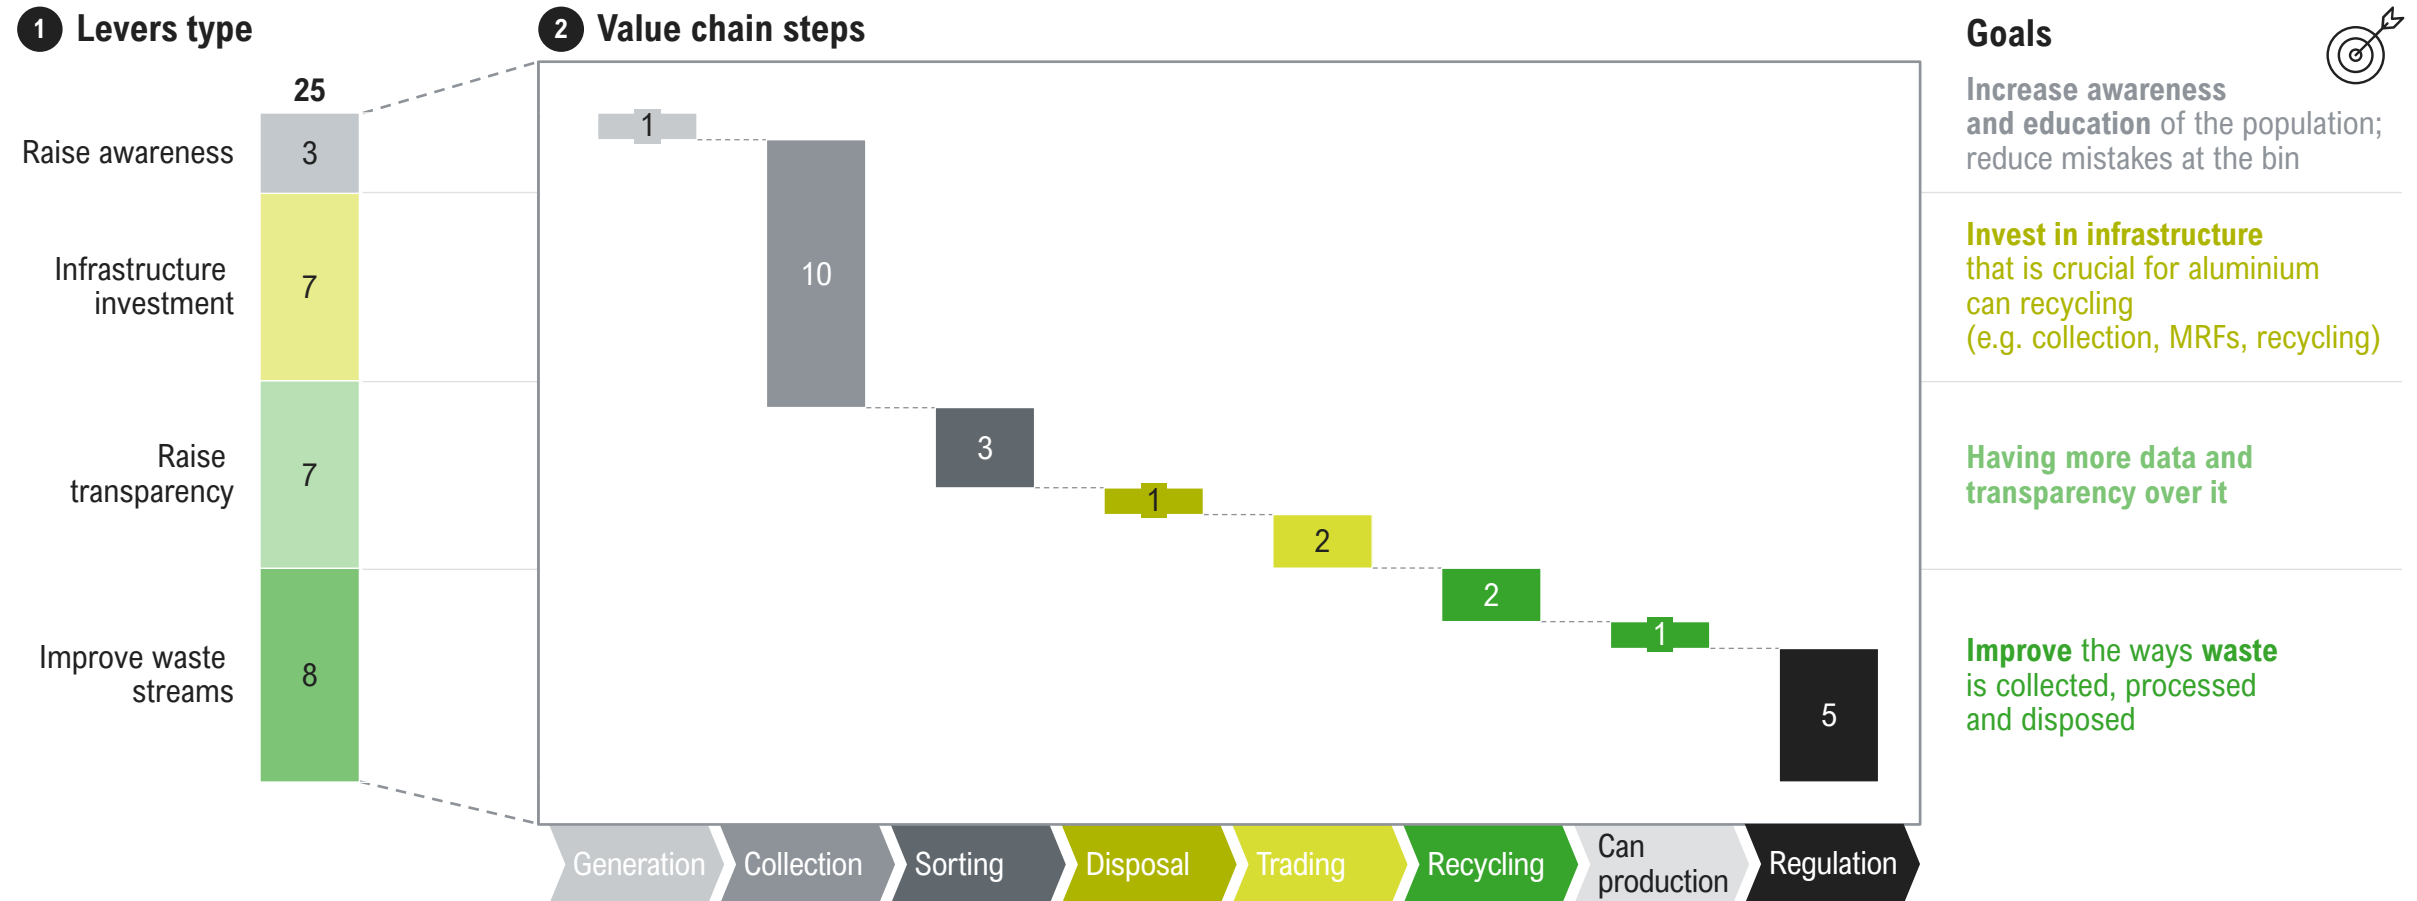 1 Levers type
25
Raise awareness
3
Infrastructure
investment
7
Raise
transparency
7
Improve waste
streams
8
2 Value chain steps
1
10
3
1
2
2
1
5
Generation
Collection
Sorting
Disposal
Trading
Recycling
Can
production
Regulation
Goals
Increase awareness
and education of the population;
reduce mistakes at the bin
Invest in infrastructure
that is crucial for aluminium
can recycling
(e.g. collection, MRFs, recycling)
Having more data and
transparency over it
Improve the ways waste
is collected, processed
and disposed